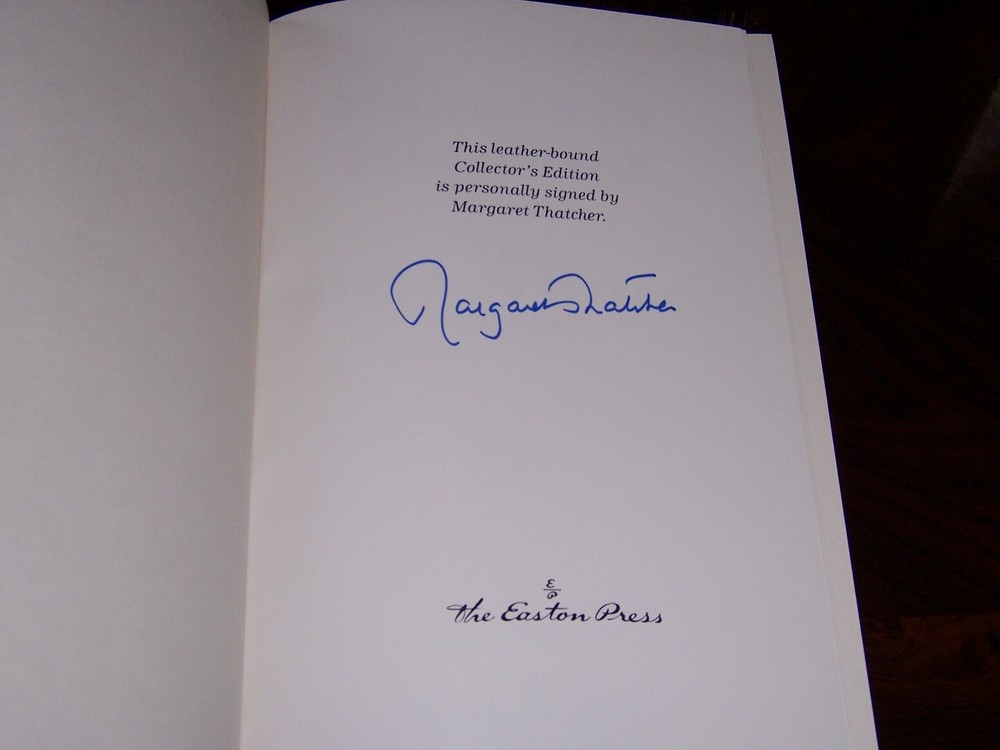 This leather-bound
Collector's Edition
is personally signed by
Margaret Thatcher.
Margaret Thatcher
E
P
The Easton Press